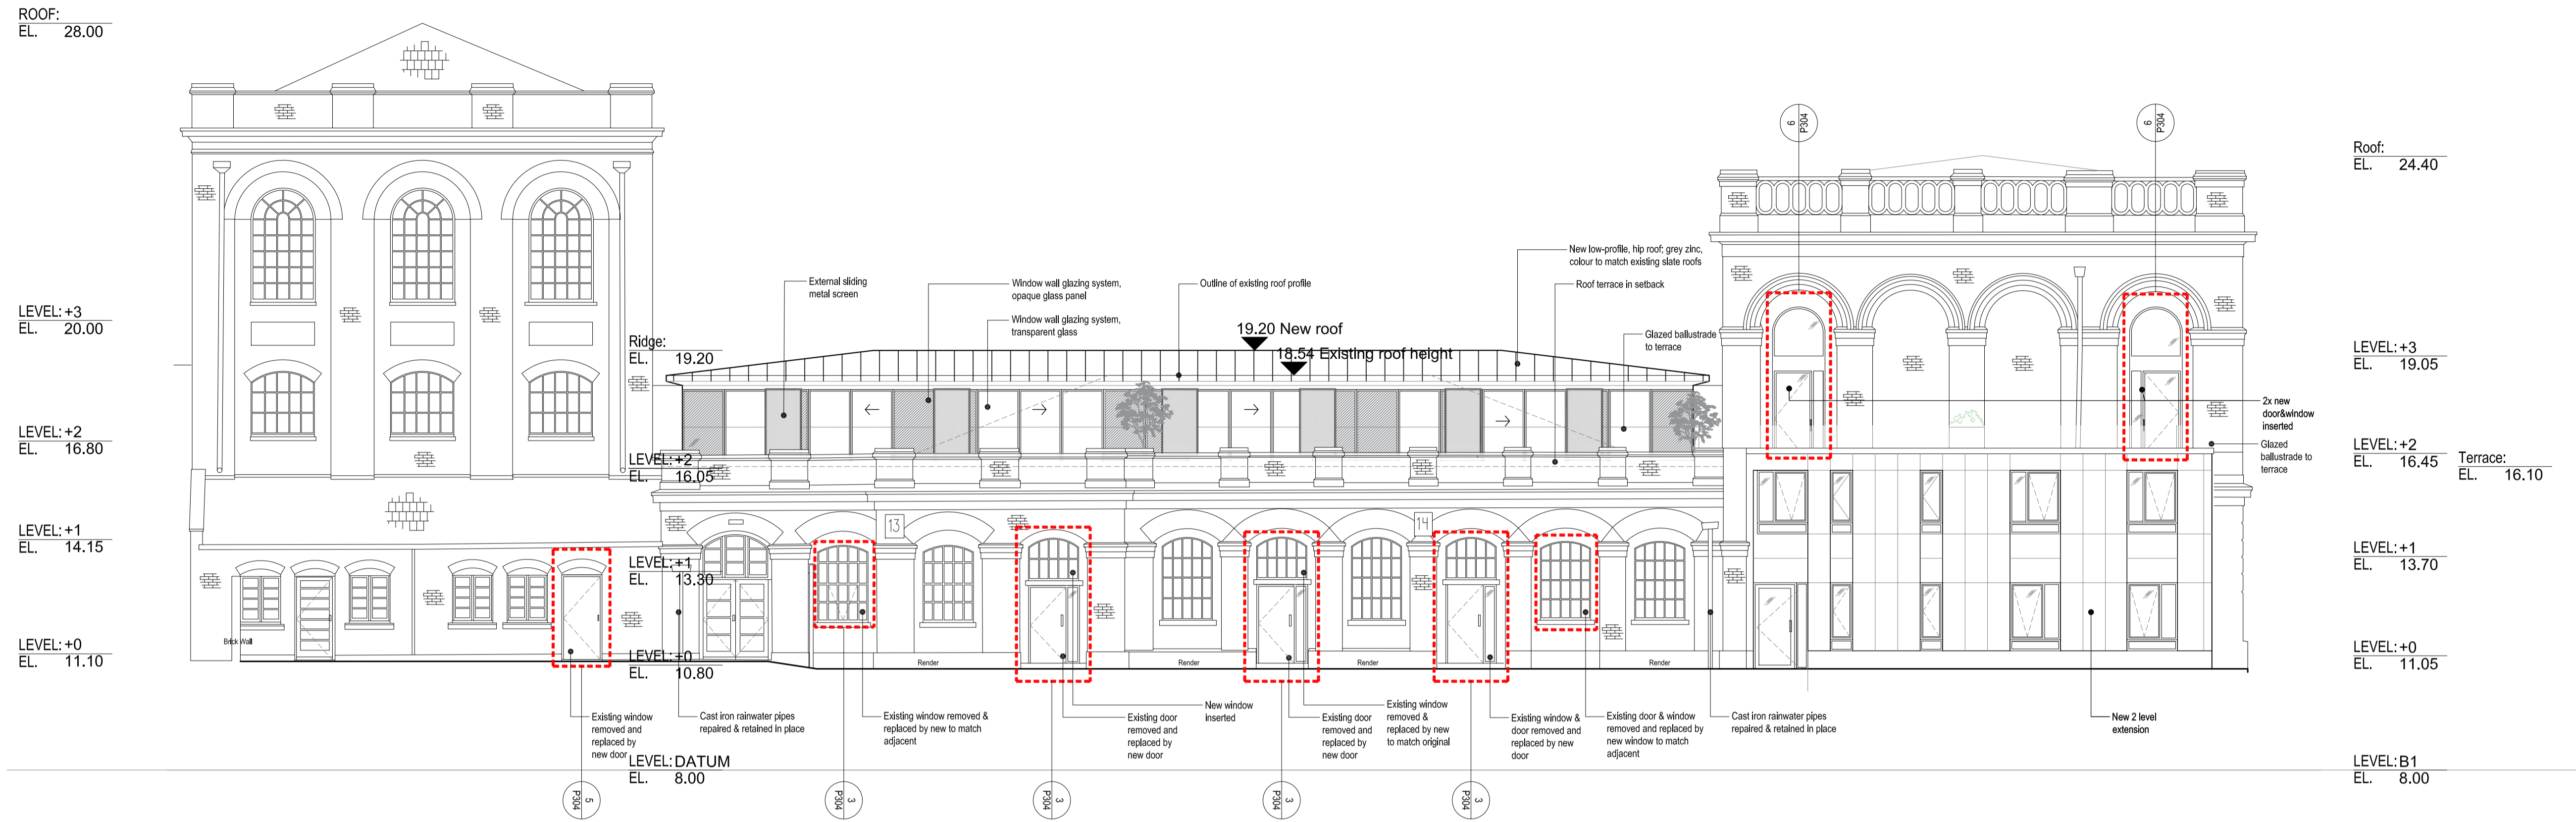 ROOF:
EL. 28.00
LEVEL: +3
EL. 20.00
LEVEL: +2
EL. 16.80
LEVEL: +1
EL. 14.15
LEVEL: +0
EL. 11.10
Brick Wall
Ridge:
EL. 19.20
LEVEL: +2
EL. 16.05
LEVEL: +1
EL. 13.30
LEVEL: +0
EL. 10.80
LEVEL: DATUM
EL. 8.00
External sliding
metal screen
Window wall glazing system,
opaque glass panel
Window wall glazing system,
transparent glass
Outline of existing roof profile
19.20 New roof
18.54 Existing roof height
New low-profile, hip roof; grey zinc,
colour to match existing slate roofs
Roof terrace in setback
Glazed ballustrade
to terrace
13
14
Render
Render
Render
Render
6
P304
6
P304
2x new
door&window
inserted
Glazed
ballustrade to
terrace
Roof:
EL. 24.40
LEVEL: +3
EL. 19.05
LEVEL: +2
EL. 16.45
Terrace:
EL. 16.10
LEVEL: +1
EL. 13.70
LEVEL: +0
EL. 11.05
LEVEL: B1
EL. 8.00
Existing window
removed and
replaced by
new door
Cast iron rainwater pipes
repaired & retained in place
Existing window removed &
replaced by new to match
adjacent
Existing door
removed and
replaced by
new door
New window
inserted
Existing door
removed and
replaced by
new door
Existing window
removed &
replaced by new
to match original
Existing window &
door removed and
replaced by new
door
Existing door & window
removed and replaced by
new window to match
adjacent
Cast iron rainwater pipes
repaired & retained in place
New 2 level
extension
5
P304
3
P304
3
P304
3
P304
3
P304